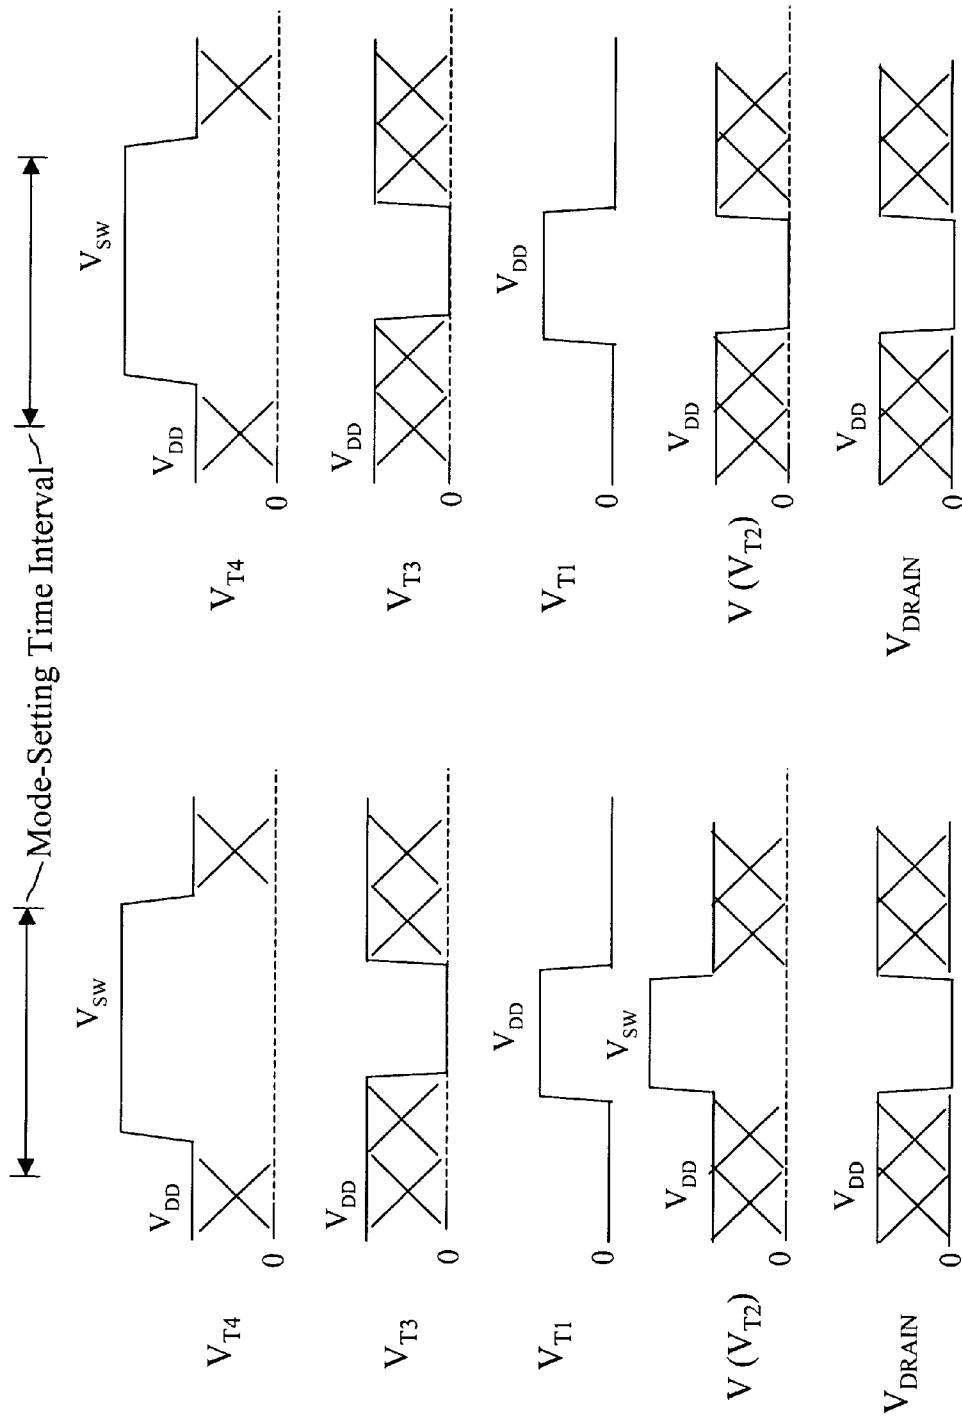 Mode-Setting Time Interval
V_T4
V_DD
V_SW
0
V_T3
V_DD
0
V_T1
V_DD
0
V (V_T2)
V_DD
V_SW
0
V_DRAIN
V_DD
0
V_T4
V_DD
V_SW
0
V_T3
V_DD
0
V_T1
V_DD
0
V (V_T2)
V_DD
0
V_DRAIN
V_DD
0